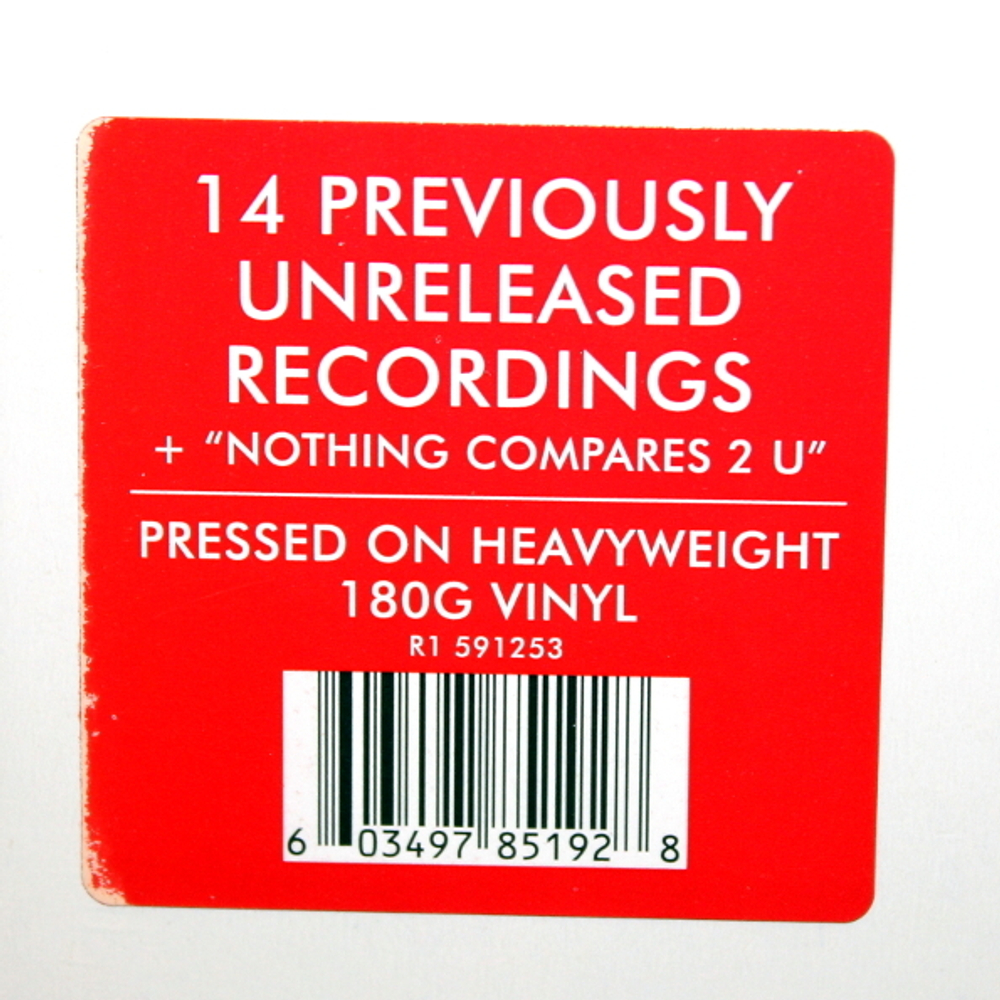 14 PREVIOUSLY
UNRELEASED
RECORDINGS
+ “NOTHING COMPARES 2 U”
PRESSED ON HEAVYWEIGHT
180G VINYL
R1 591253
6 03497 85192 8